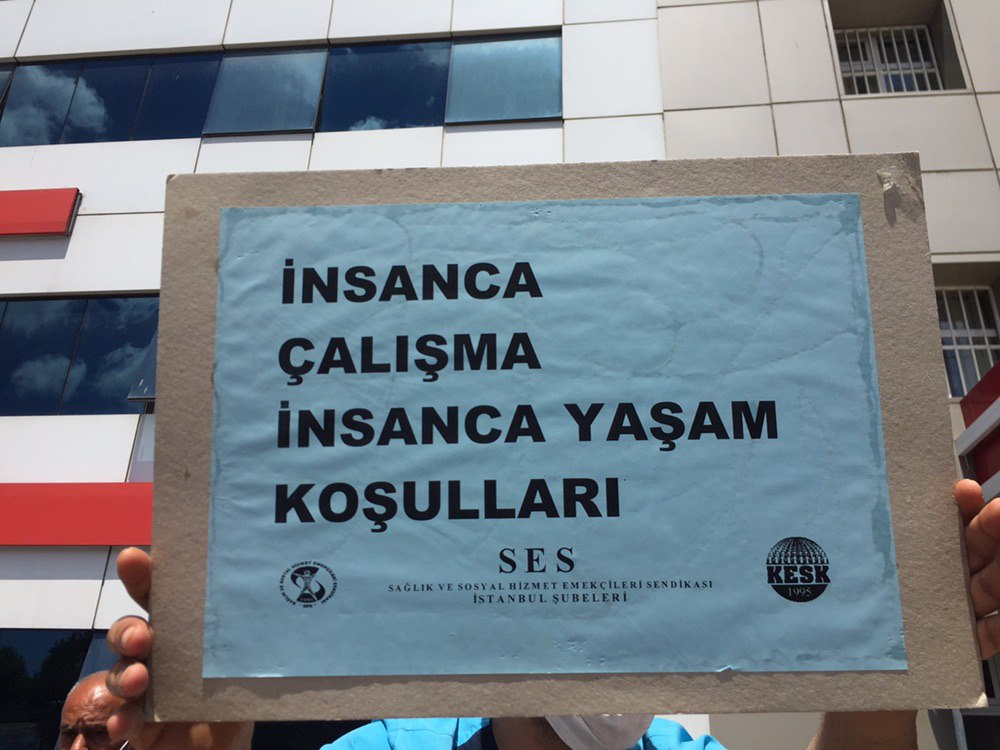 İNSANCA
ÇALIŞMA
İNSANCA YAŞAM
KOŞULLARI
SES
SAĞLIK VE SOSYAL HİZMET EMEKÇİLERİ SENDİKASI
İSTANBUL ŞUBELERİ
KESK
1995